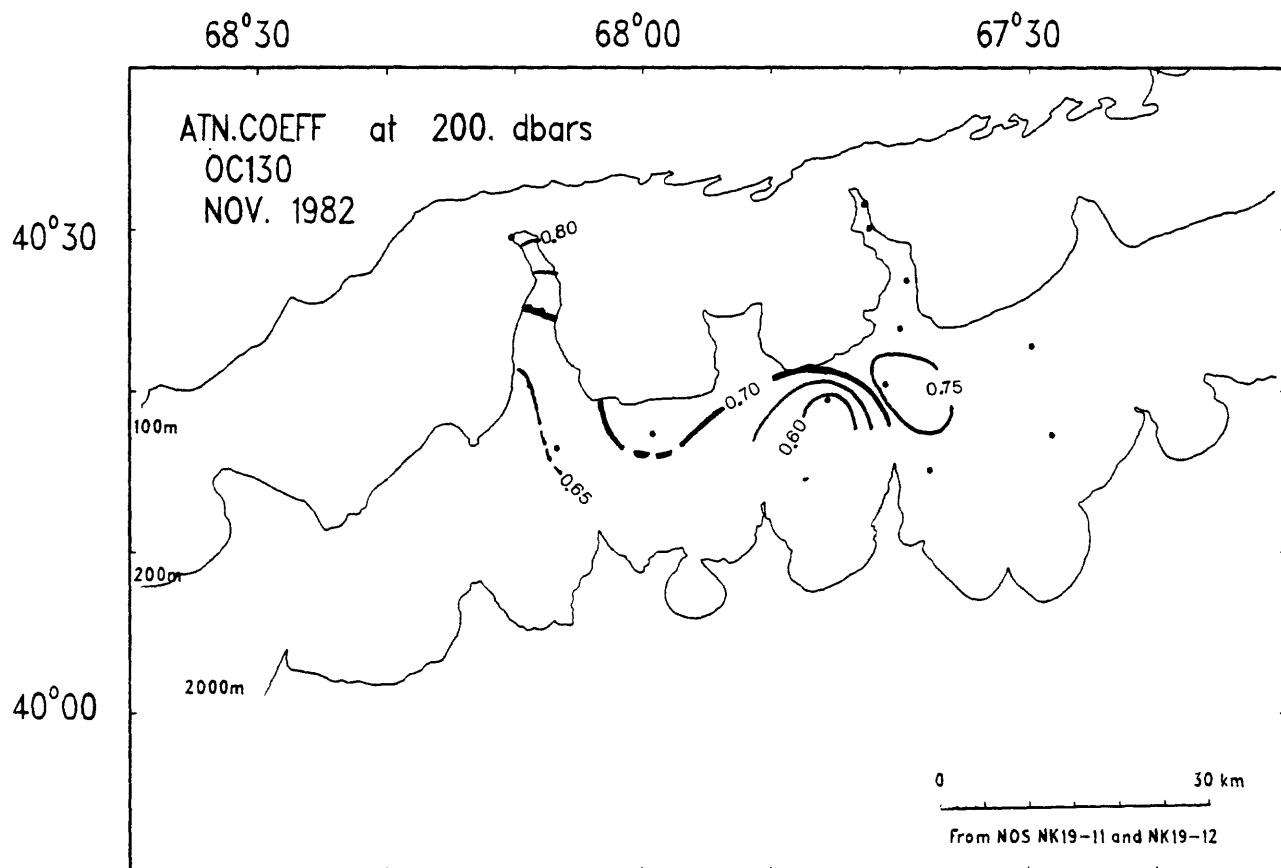 68°30 68°00 67°30
ATN.COEFF at 200. dbars
OC130
NOV. 1982
40°30
0.80
0.70
0.75
100m
0.60
0.65
200m
2000m
40°00
0 30 km
From NOS NK19-11 and NK19-12